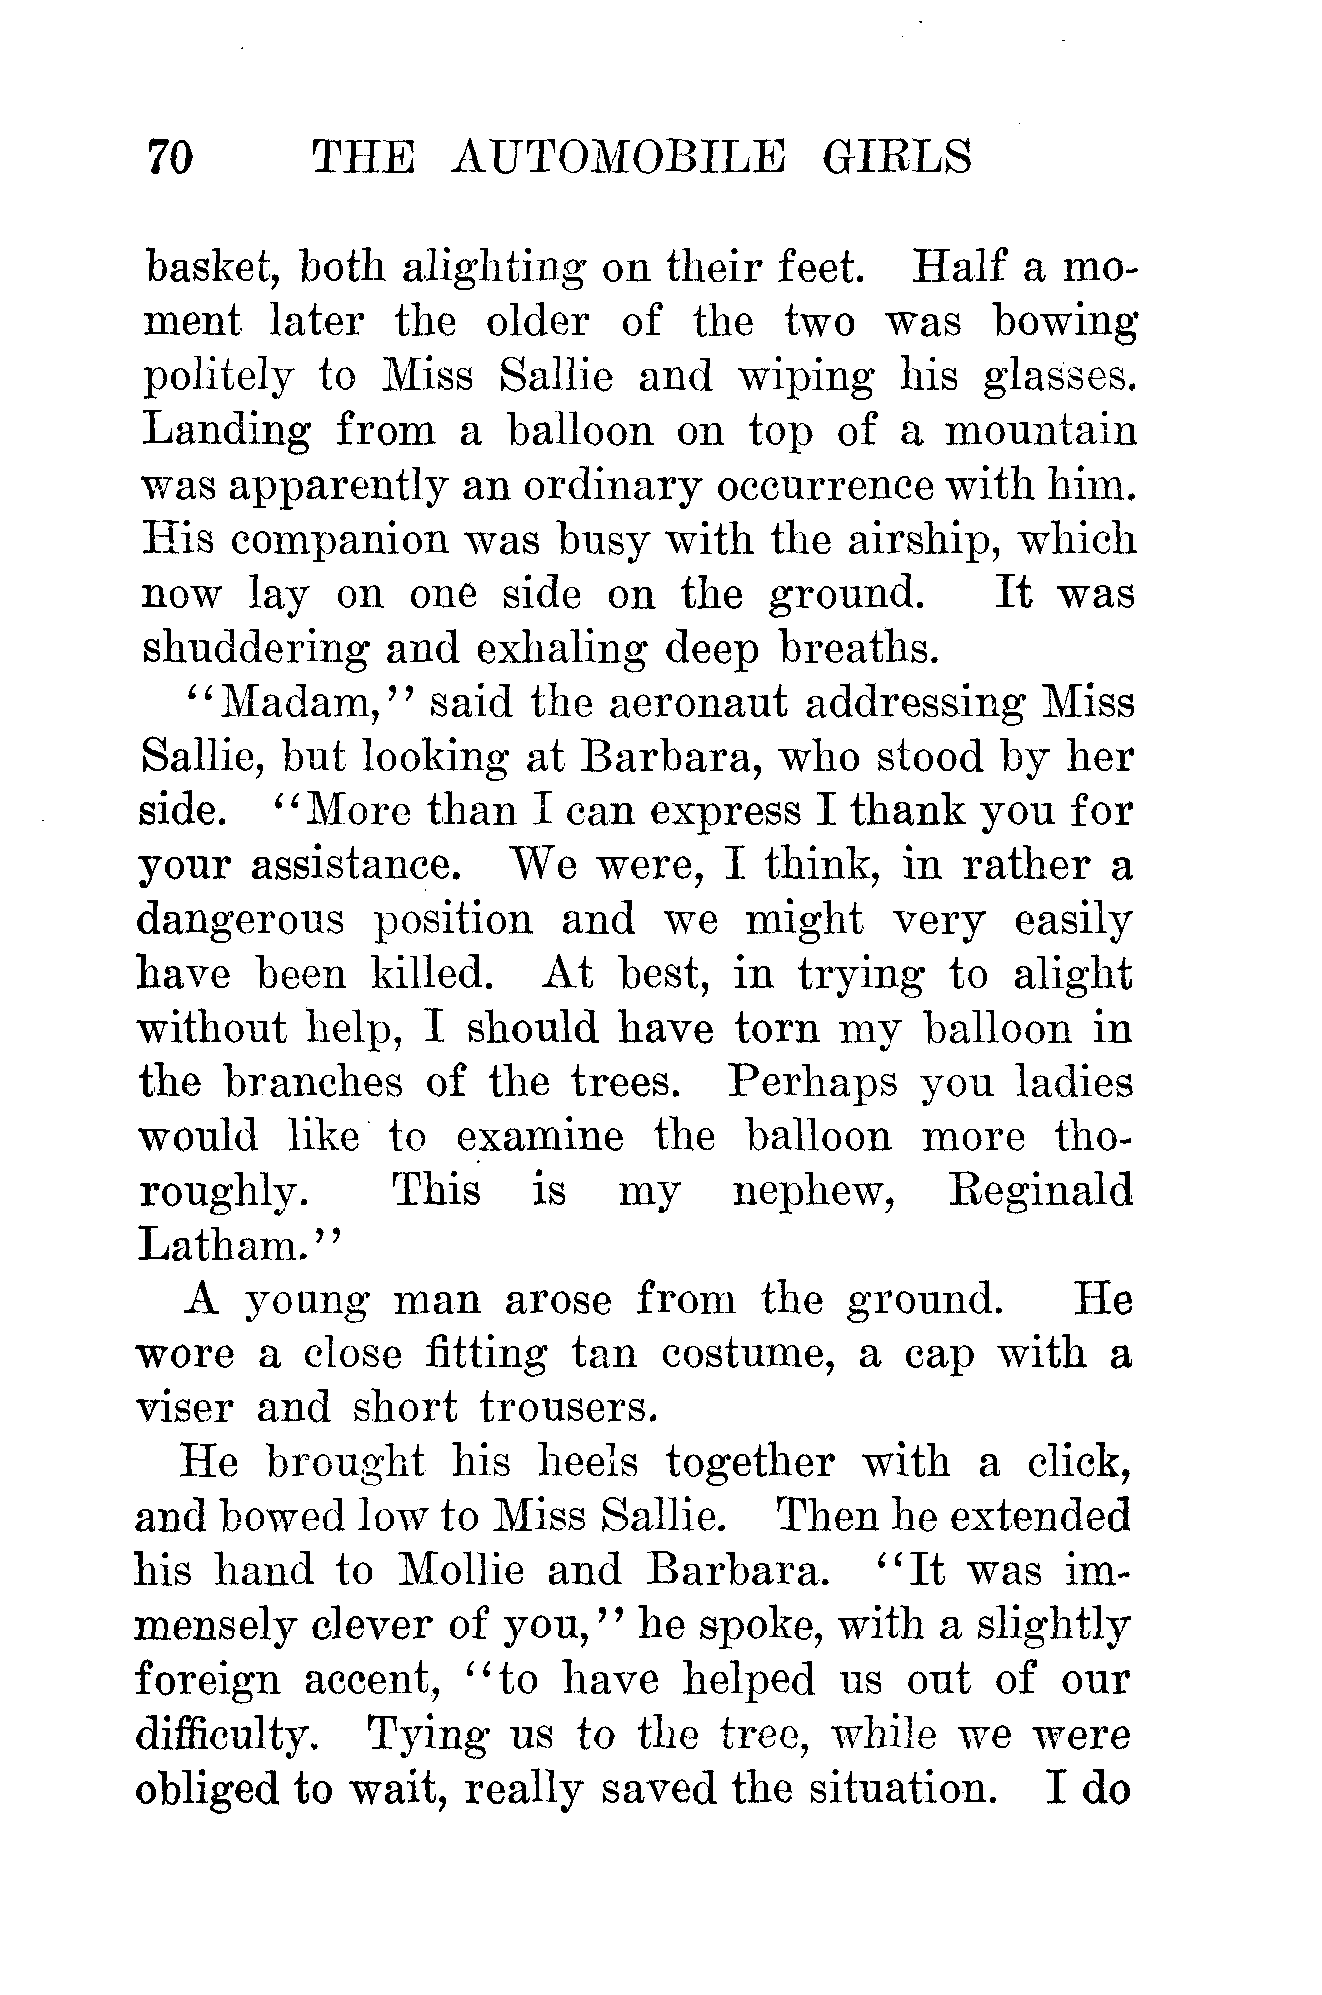 70 THE AUTOMOBILE GIRLS
basket, both alighting on their feet. Half a mo-
ment later the older of the two was bowing
politely to Miss Sallie and wiping his glasses.
Landing from a balloon on top of a mountain
was apparently an ordinary occurrence with him.
His companion was busy with the airship, which
now lay on one side on the ground. It was
shuddering and exhaling deep breaths.
“Madam,” said the aeronaut addressing Miss
Sallie, but looking at Barbara, who stood by her
side. “More than I can express I thank you for
your assistance. We were, I think, in rather a
dangerous position and we might very easily
have been killed. At best, in trying to alight
without help, I should have torn my balloon in
the branches of the trees. Perhaps you ladies
would like to examine the balloon more tho-
roughly. This is my nephew, Reginald
Latham.”
A young man arose from the ground. He
wore a close fitting tan costume, a cap with a
viser and short trousers.
He brought his heels together with a click,
and bowed low to Miss Sallie. Then he extended
his hand to Mollie and Barbara. “It was im-
mensely clever of you,” he spoke, with a slightly
foreign accent, “to have helped us out of our
difficulty. Tying us to the tree, while we were
obliged to wait, really saved the situation. I do